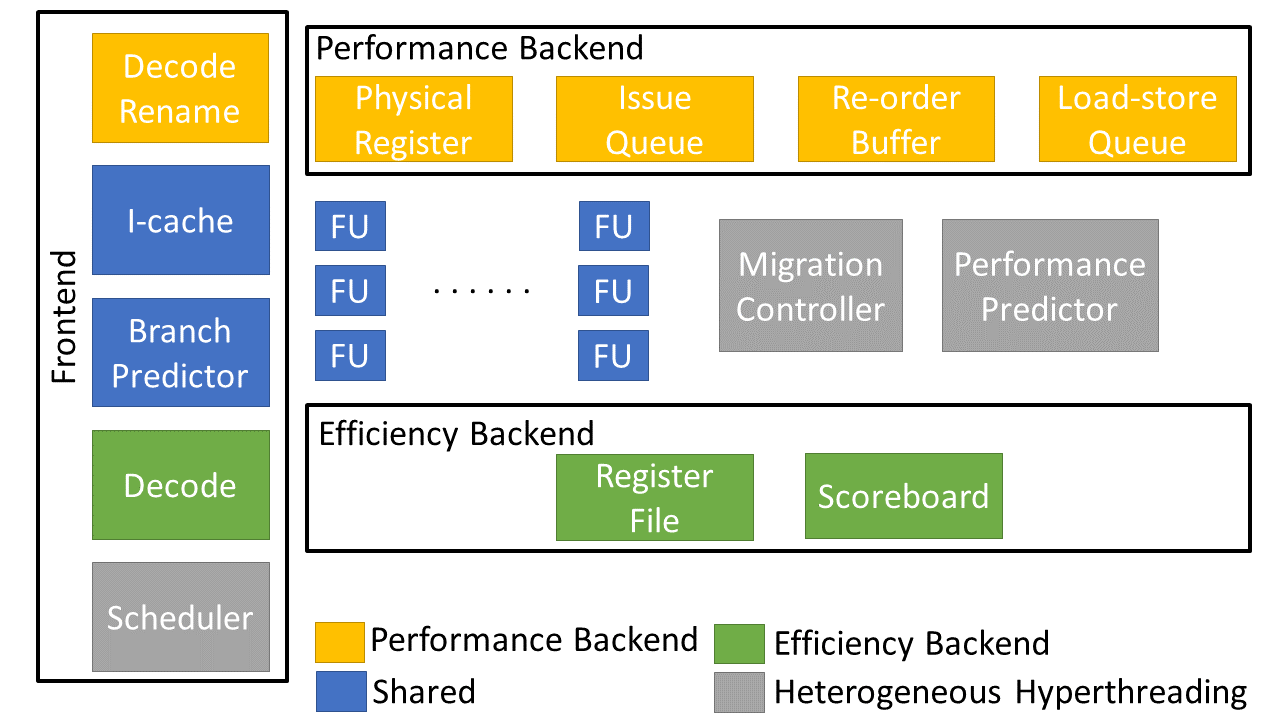 Frontend
Decode
Rename
I-cache
Branch
Predictor
Decode
Scheduler
Performance Backend
Physical
Register
Issue
Queue
Re-order
Buffer
Load-store
Queue
FU
FU
FU
......
FU
FU
FU
Migration
Controller
Performance
Predictor
Efficiency Backend
Register
File
Scoreboard
Performance Backend
Efficiency Backend
Shared
Heterogeneous Hyperthreading